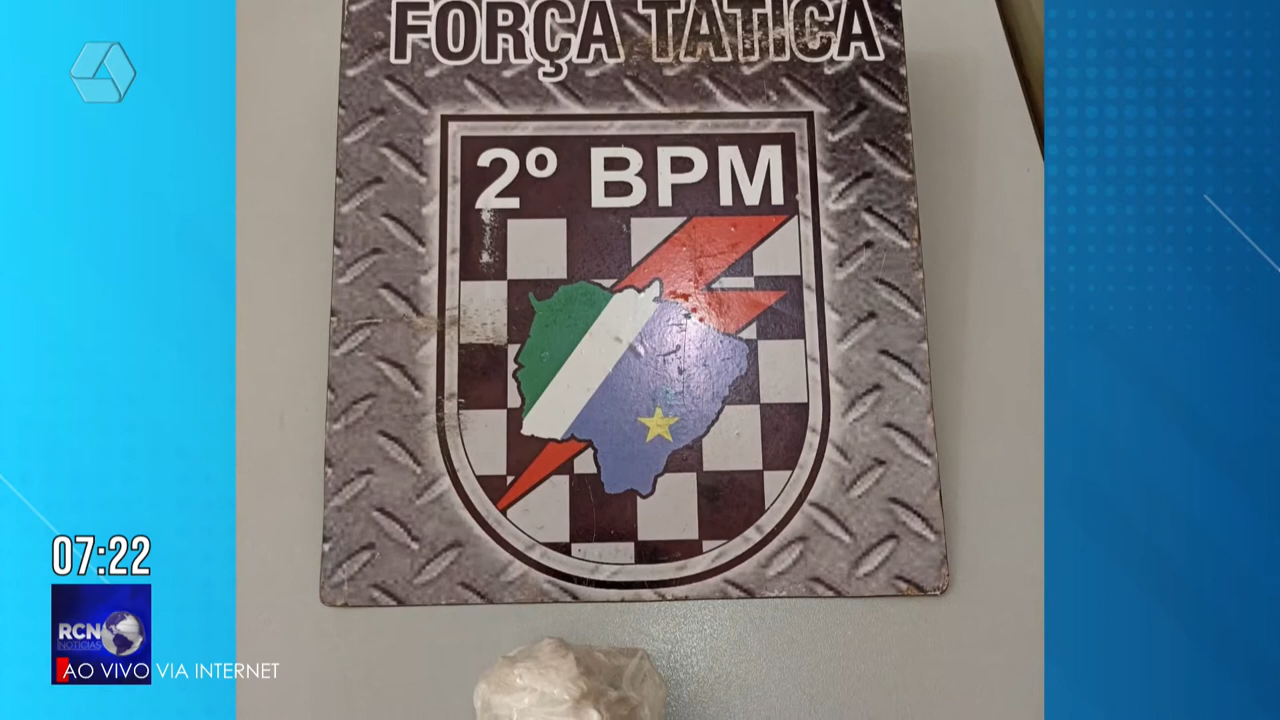 FORÇA TATICA
2º BPM
07:22
RCN
NOTÍCIAS
AO VIVO VIA INTERNET